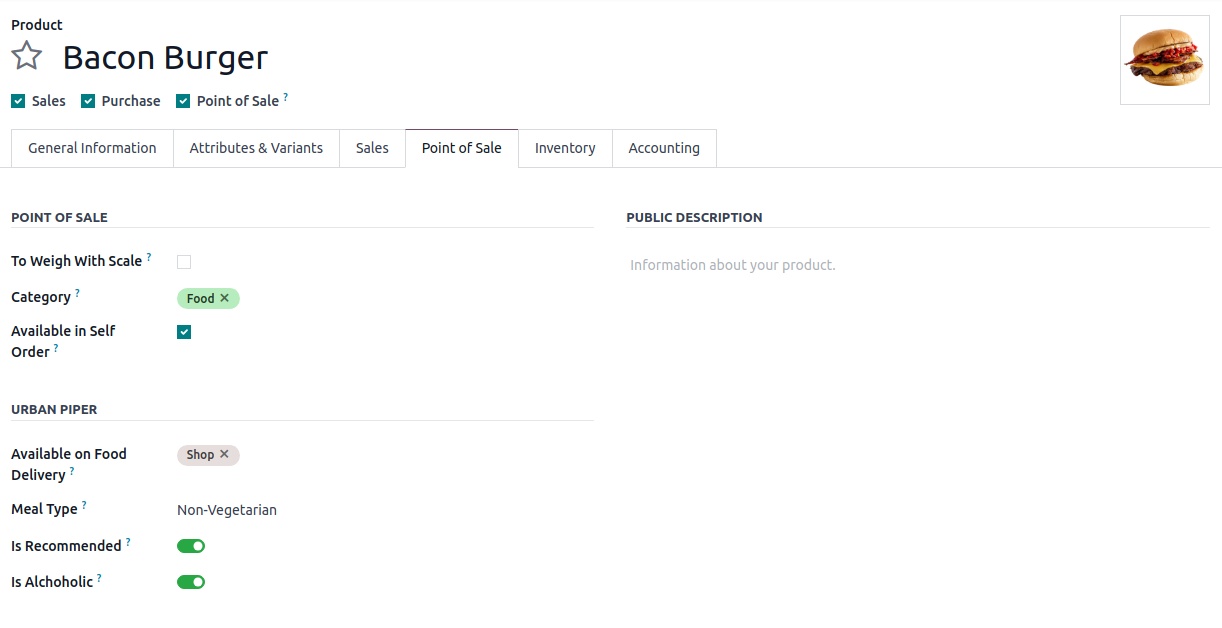 Product
Bacon Burger
Sales Purchase Point of Sale ?
General Information Attributes & Variants Sales Point of Sale Inventory Accounting
POINT OF SALE
To Weigh With Scale ?
Category ? Food ✕
Available in Self
Order ?
URBAN PIPER
Available on Food
Delivery ? Shop ✕
Meal Type ? Non-Vegetarian
Is Recommended ?
Is Alchoholic ?
PUBLIC DESCRIPTION
Information about your product.